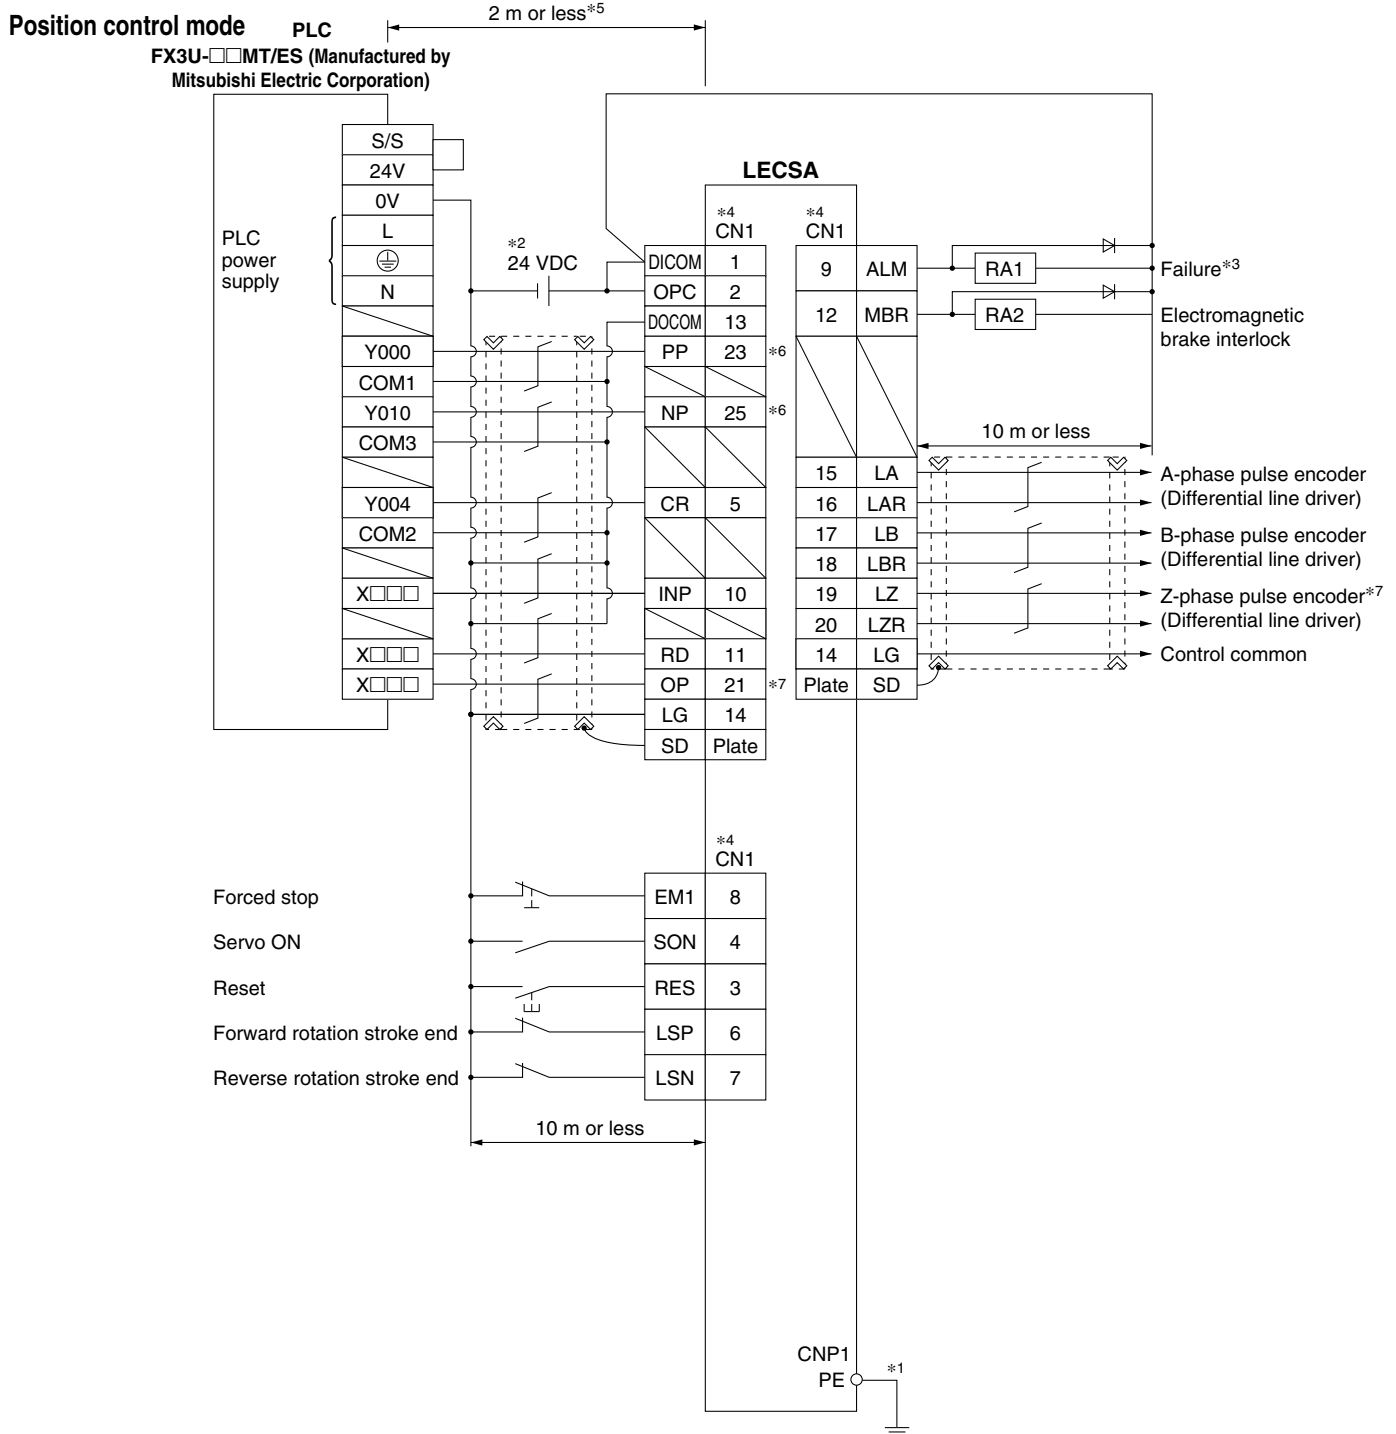 Position control mode
PLC
FX3U-□□MT/ES (Manufactured by
Mitsubishi Electric Corporation)
2 m or less*5
S/S
24V
0V
L
N
PLC
power
supply
Y000
COM1
Y010
COM3
Y004
COM2
X□□□
X□□□
X□□□
*2
24 VDC
LECSA
*4
CN1
DICOM 1
OPC 2
DOCOM 13
PP 23 *6
NP 25 *6
CR 5
INP 10
RD 11
OP 21 *7
LG 14
SD Plate
*4
CN1
9 ALM RA1 Failure*3
12 MBR RA2 Electromagnetic
brake interlock
10 m or less
15 LA A-phase pulse encoder
16 LAR (Differential line driver)
17 LB B-phase pulse encoder
18 LBR (Differential line driver)
19 LZ Z-phase pulse encoder*7
20 LZR (Differential line driver)
14 LG Control common
Plate SD
*4
CN1
Forced stop EM1 8
Servo ON SON 4
Reset RES 3
Forward rotation stroke end LSP 6
Reverse rotation stroke end LSN 7
10 m or less
CNP1
PE *1